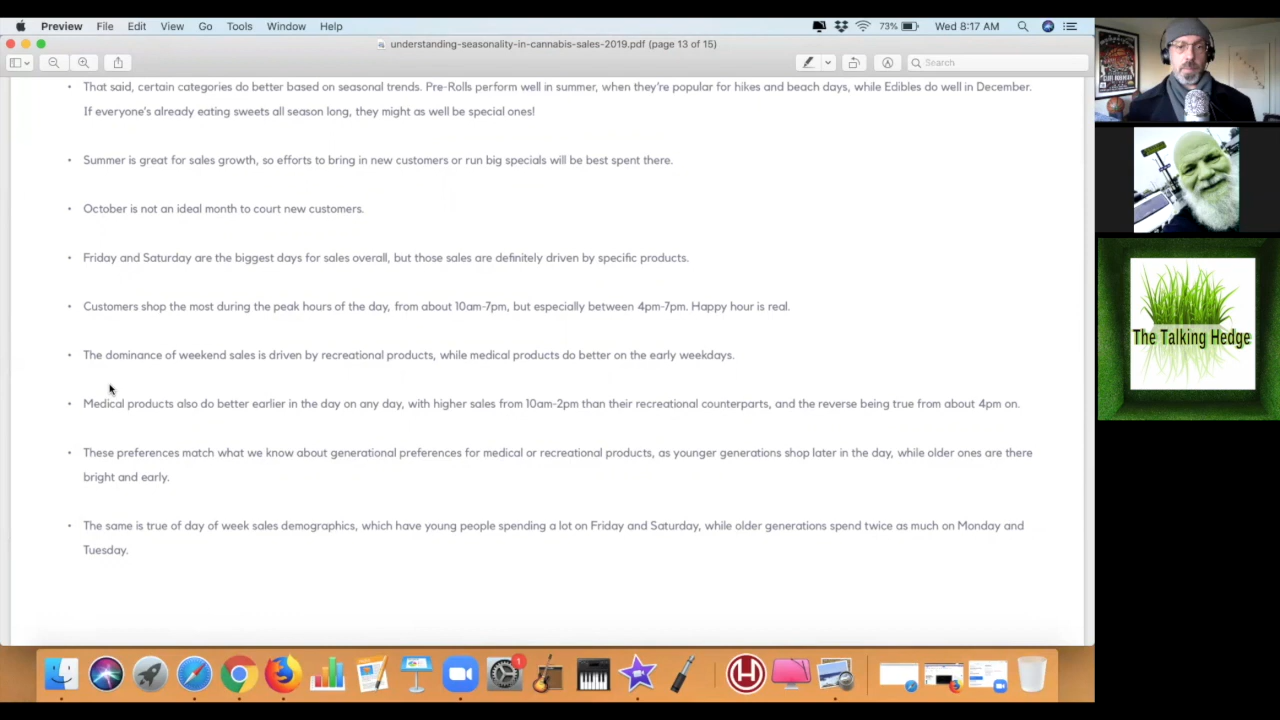 Preview File Edit View Go Tools Window Help
73% Wed 8:17 AM
understanding-seasonality-in-cannabis-sales-2019.pdf (page 13 of 15)
Search
• That said, certain categories do better based on seasonal trends. Pre-Rolls perform well in summer, when they're popular for hikes and beach days, while Edibles do well in December.
If everyone's already eating sweets all season long, they might as well be special ones!
• Summer is great for sales growth, so efforts to bring in new customers or run big specials will be best spent there.
• October is not an ideal month to court new customers.
• Friday and Saturday are the biggest days for sales overall, but those sales are definitely driven by specific products.
• Customers shop the most during the peak hours of the day, from about 10am-7pm, but especially between 4pm-7pm. Happy hour is real.
• The dominance of weekend sales is driven by recreational products, while medical products do better on the early weekdays.
• Medical products also do better earlier in the day on any day, with higher sales from 10am-2pm than their recreational counterparts, and the reverse being true from about 4pm on.
• These preferences match what we know about generational preferences for medical or recreational products, as younger generations shop later in the day, while older ones are there
bright and early.
• The same is true of day of week sales demographics, which have young people spending a lot on Friday and Saturday, while older generations spend twice as much on Monday and
Tuesday.
The Talking Hedge
1
H